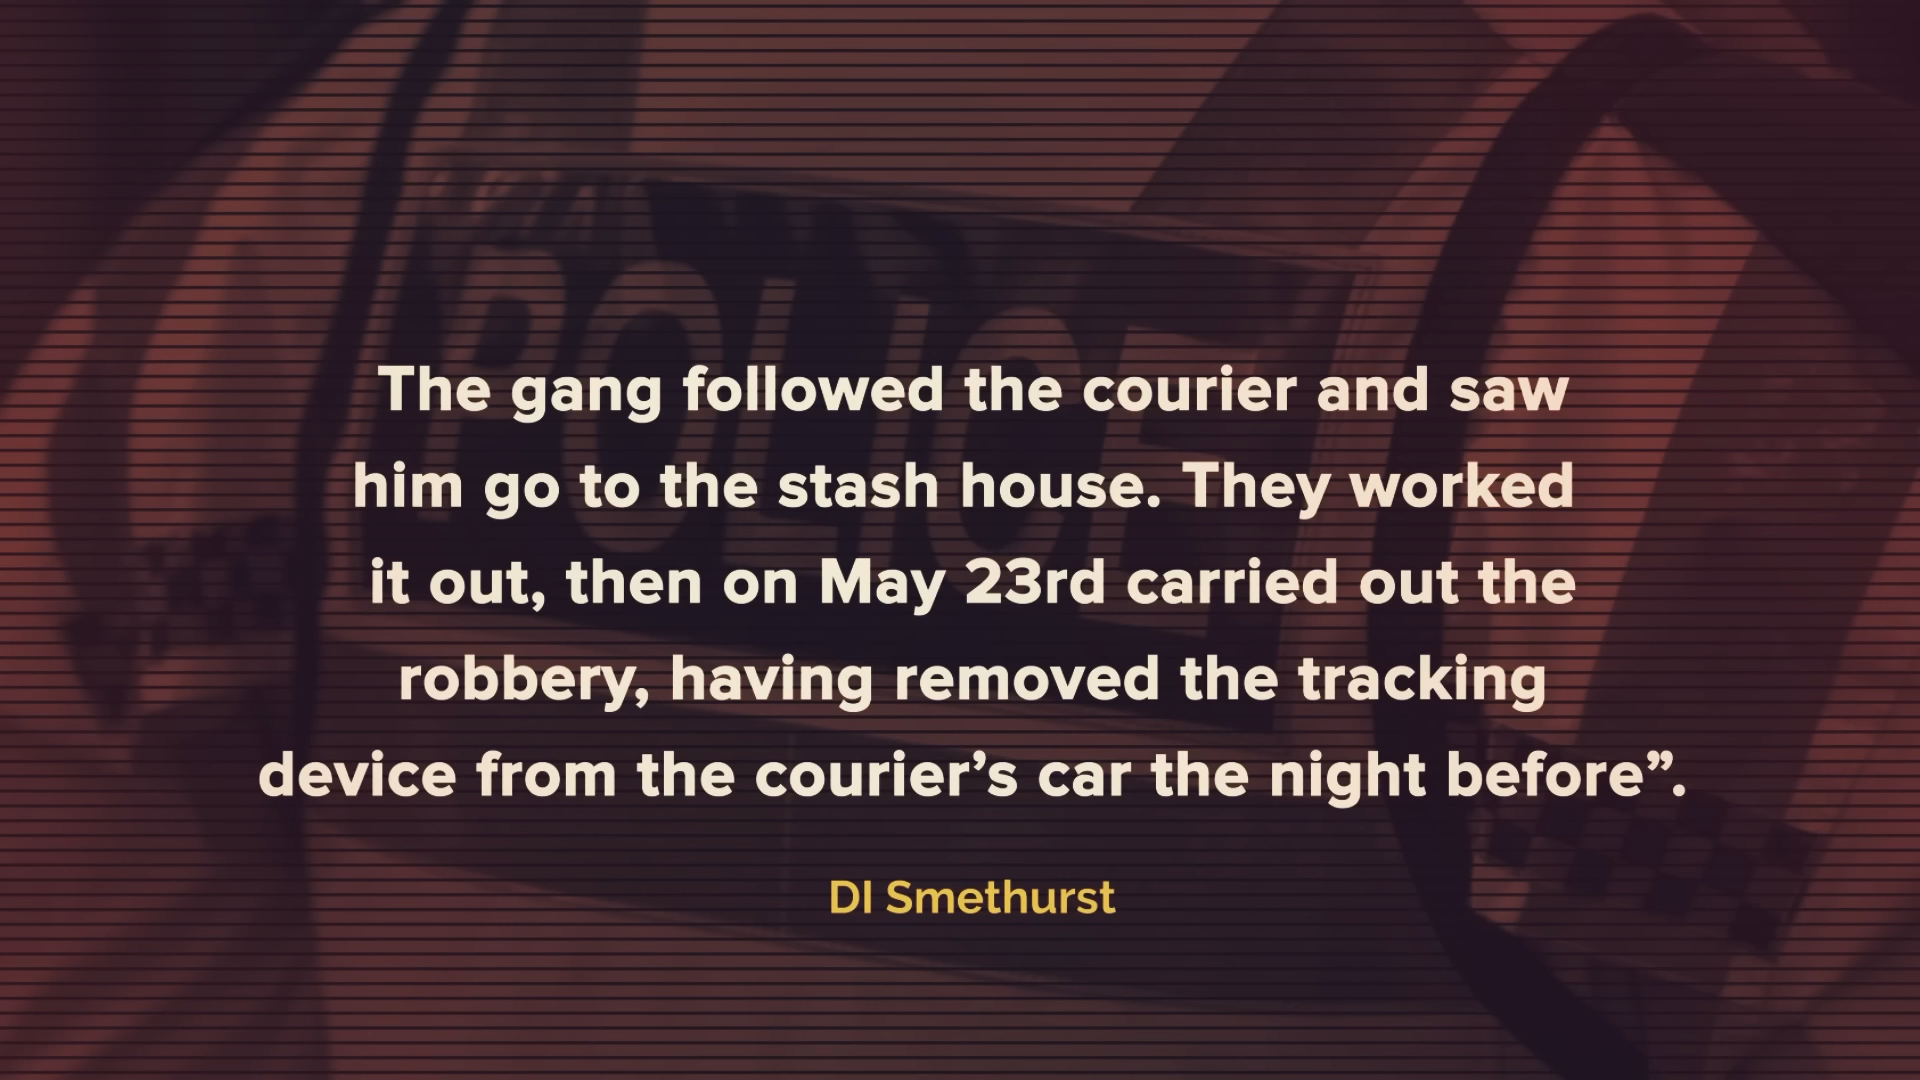 POLICE
The gang followed the courier and saw
him go to the stash house. They worked
it out, then on May 23rd carried out the
robbery, having removed the tracking
device from the courier’s car the night before”.
DI Smethurst